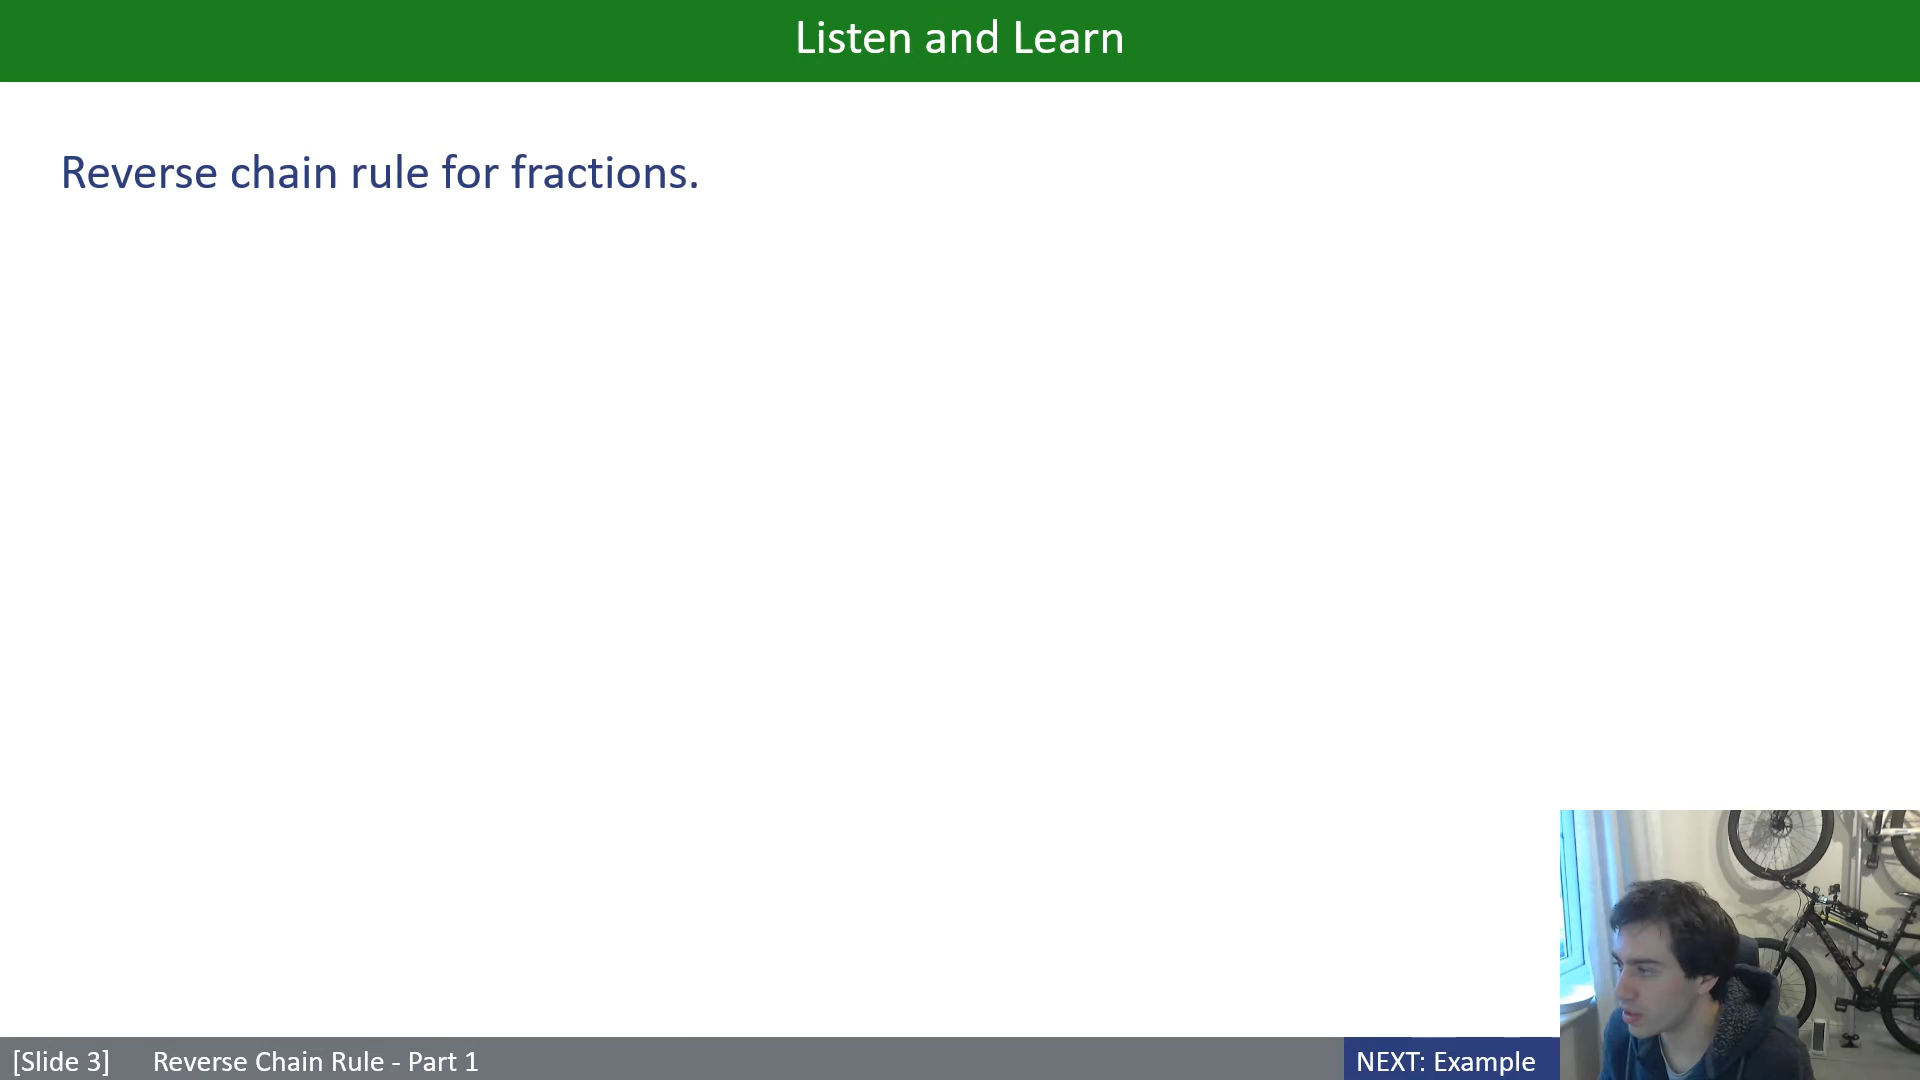 Listen and Learn
Reverse chain rule for fractions.
[Slide 3] Reverse Chain Rule - Part 1 NEXT: Example